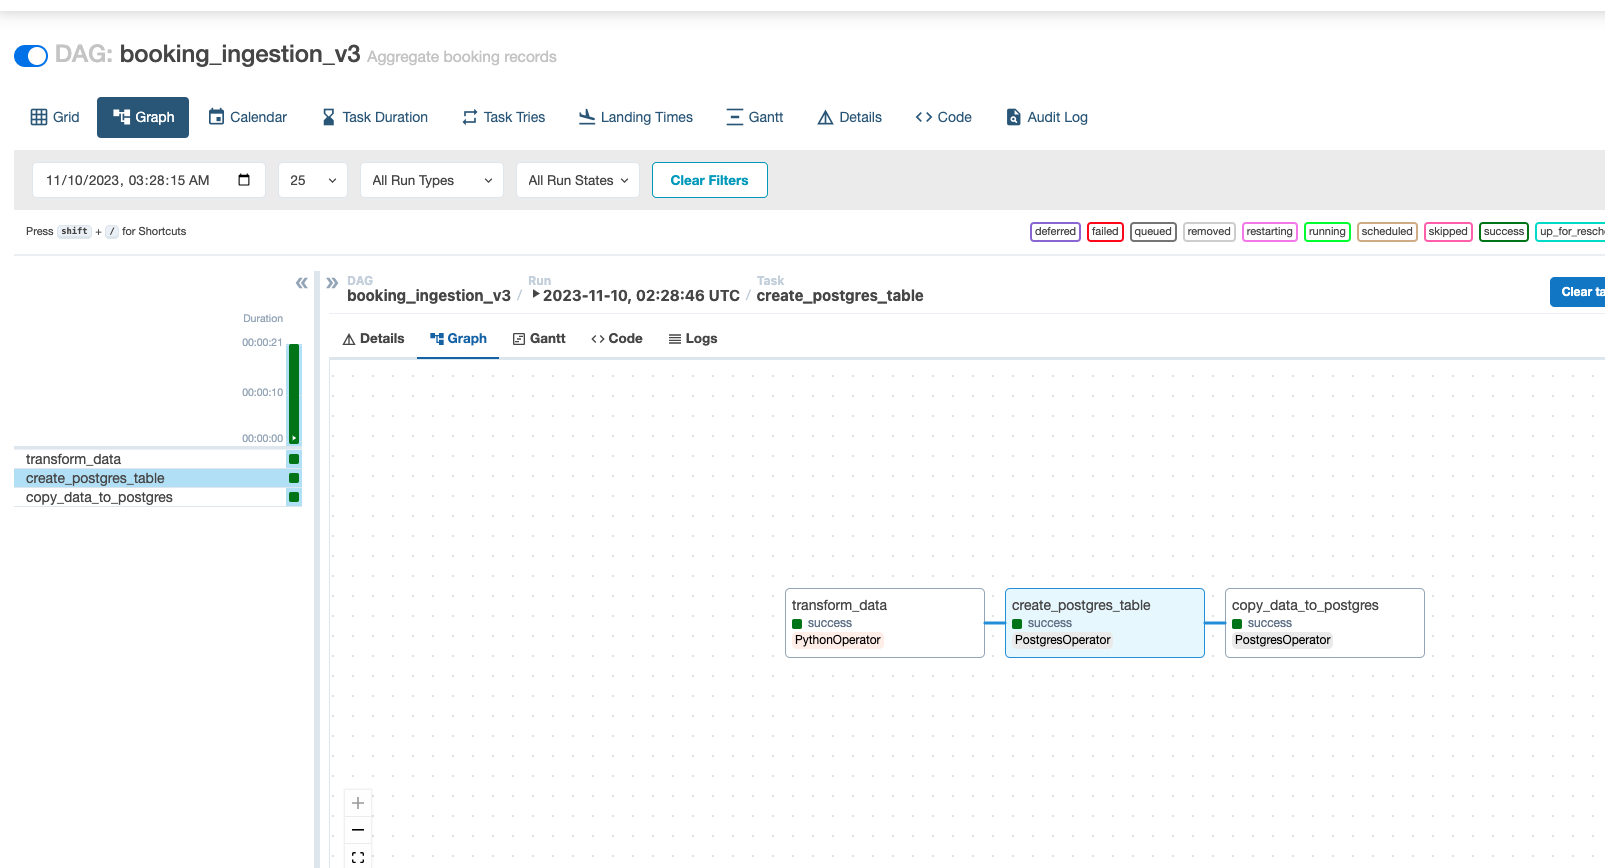 DAG: booking_ingestion_v3 Aggregate booking records
Grid Graph Calendar Task Duration Task Tries Landing Times Gantt Details Code Audit Log
11/10/2023, 03:28:15 AM 25 All Run Types All Run States Clear Filters
Press shift + / for Shortcuts
deferred failed queued removed restarting running scheduled skipped success up_for_resche
DAG Run Task
booking_ingestion_v3 / 2023-11-10, 02:28:46 UTC / create_postgres_table
Clear ta
Details Graph Gantt Code Logs
Duration
00:00:21
00:00:10
00:00:00
transform_data
create_postgres_table
copy_data_to_postgres
transform_data
success
PythonOperator
create_postgres_table
success
PostgresOperator
copy_data_to_postgres
success
PostgresOperator